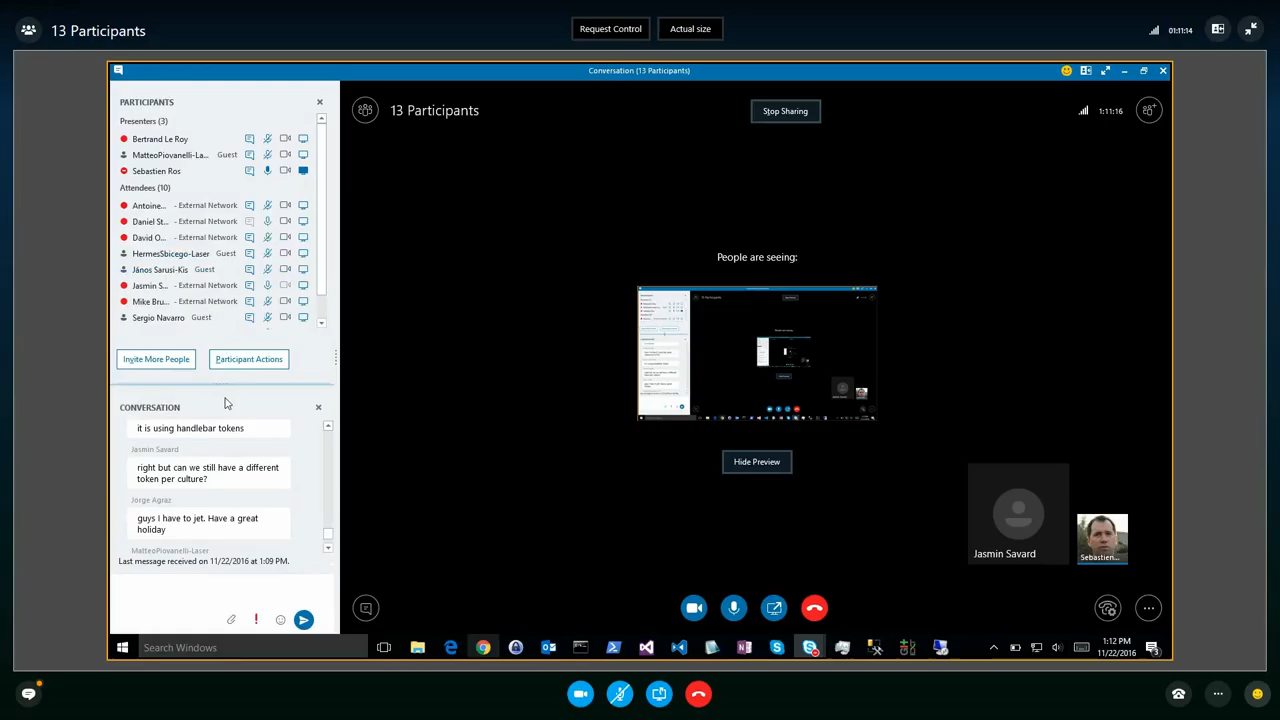 13 Participants
Request Control
Actual size
01:11:14
Conversation (13 Participants)
PARTICIPANTS
Presenters (3)
Bertrand Le Roy
MatteoPiovanelli-La... Guest
Sebastien Ros
Attendees (10)
Antoine... - External Network
Daniel St... - External Network
David O... - External Network
HermesSbicego-Laser Guest
János Sarusi-Kis Guest
Jasmin S... - External Network
Mike Bru... - External Network
Sergio Navarro Guest
Invite More People
Participant Actions
CONVERSATION
it is using handlebar tokens
Jasmin Savard
right but can we still have a different
token per culture?
Jorge Agraz
guys I have to jet. Have a great
holiday
MatteoPiovanelli-Laser
Last message received on 11/22/2016 at 1:09 PM.
13 Participants
Stop Sharing
1:11:16
People are seeing:
Hide Preview
Jasmin Savard
Sebastien...
Search Windows
1:12 PM
11/22/2016